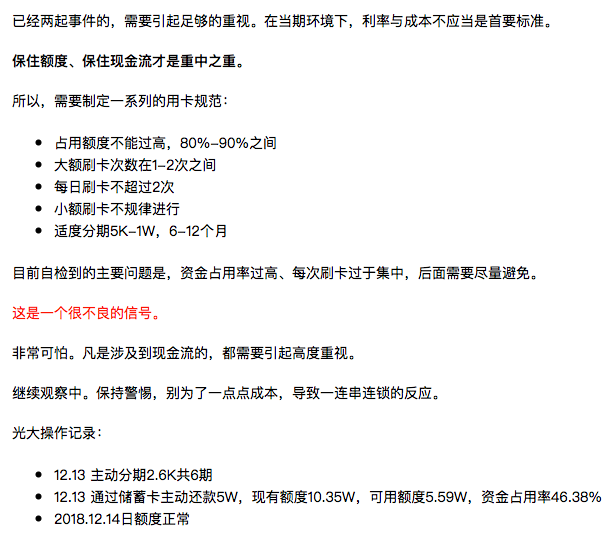 已经两起事件的，需要引起足够的重视。在当期环境下，利率与成本不应当是首要标准。
保住额度、保住现金流才是重中之重。
所以，需要制定一系列的用卡规范：
占用额度不能过高，80%-90%之间
大额刷卡次数在1-2次之间
每日刷卡不超过2次
小额刷卡不规律进行
适度分期5K-1W，6-12个月
目前自检到的主要问题是，资金占用率过高、每次刷卡过于集中，后面需要尽量避免。
这是一个很不良的信号。
非常可怕。凡是涉及到现金流的，都需要引起高度重视。
继续观察中。保持警惕，别为了一点点成本，导致一连串连锁的反应。
光大操作记录：
12.13 主动分期2.6K共6期
12.13 通过储蓄卡主动还款5W，现有额度10.35W，可用额度5.59W，资金占用率46.38%
2018.12.14日额度正常